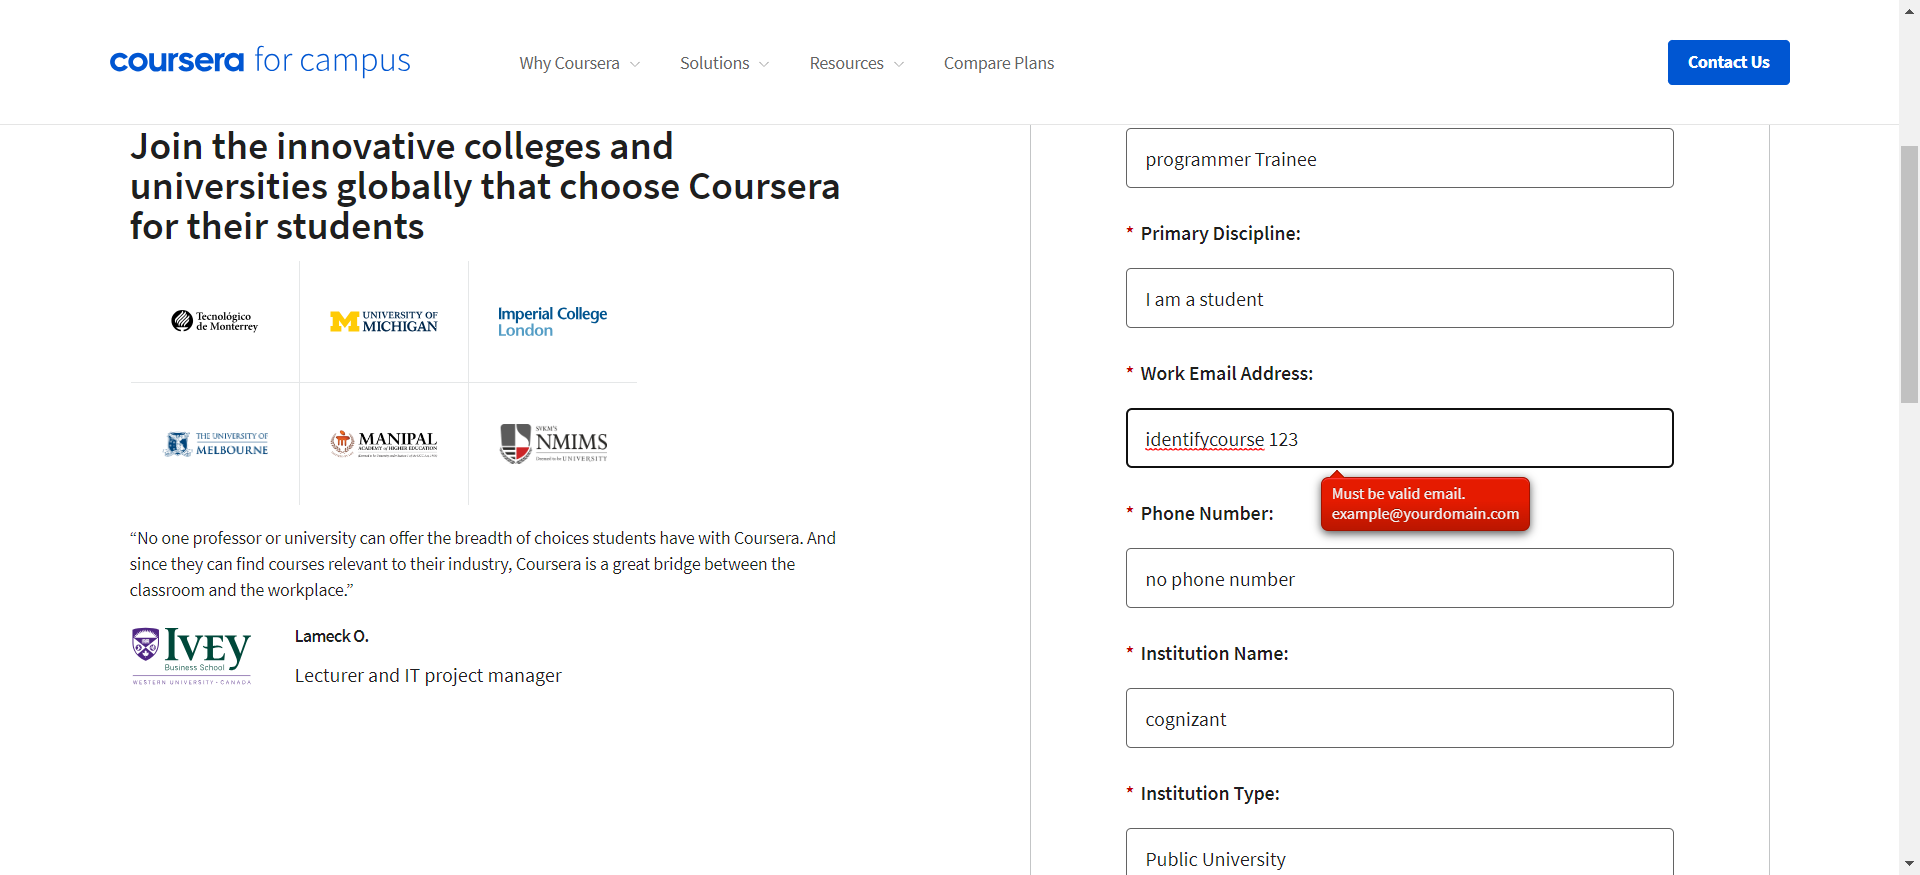 coursera for campus
Why Coursera
Solutions
Resources
Compare Plans
Contact Us
Join the innovative colleges and
universities globally that choose Coursera
for their students
Tecnológico
de Monterrey
M UNIVERSITY OF
MICHIGAN
Imperial College
London
THE UNIVERSITY OF
MELBOURNE
MANIPAL
ACADEMY of HIGHER EDUCATION
SVKM'S
NMIMS
“No one professor or university can offer the breadth of choices students have with Coursera. And
since they can find courses relevant to their industry, Coursera is a great bridge between the
classroom and the workplace.”
IVEY
Business School
WESTERN UNIVERSITY · CANADA
Lameck O.
Lecturer and IT project manager
programmer Trainee
* Primary Discipline:
I am a student
* Work Email Address:
identifycourse 123
Must be valid email.
example@yourdomain.com
* Phone Number:
no phone number
* Institution Name:
cognizant
* Institution Type:
Public University